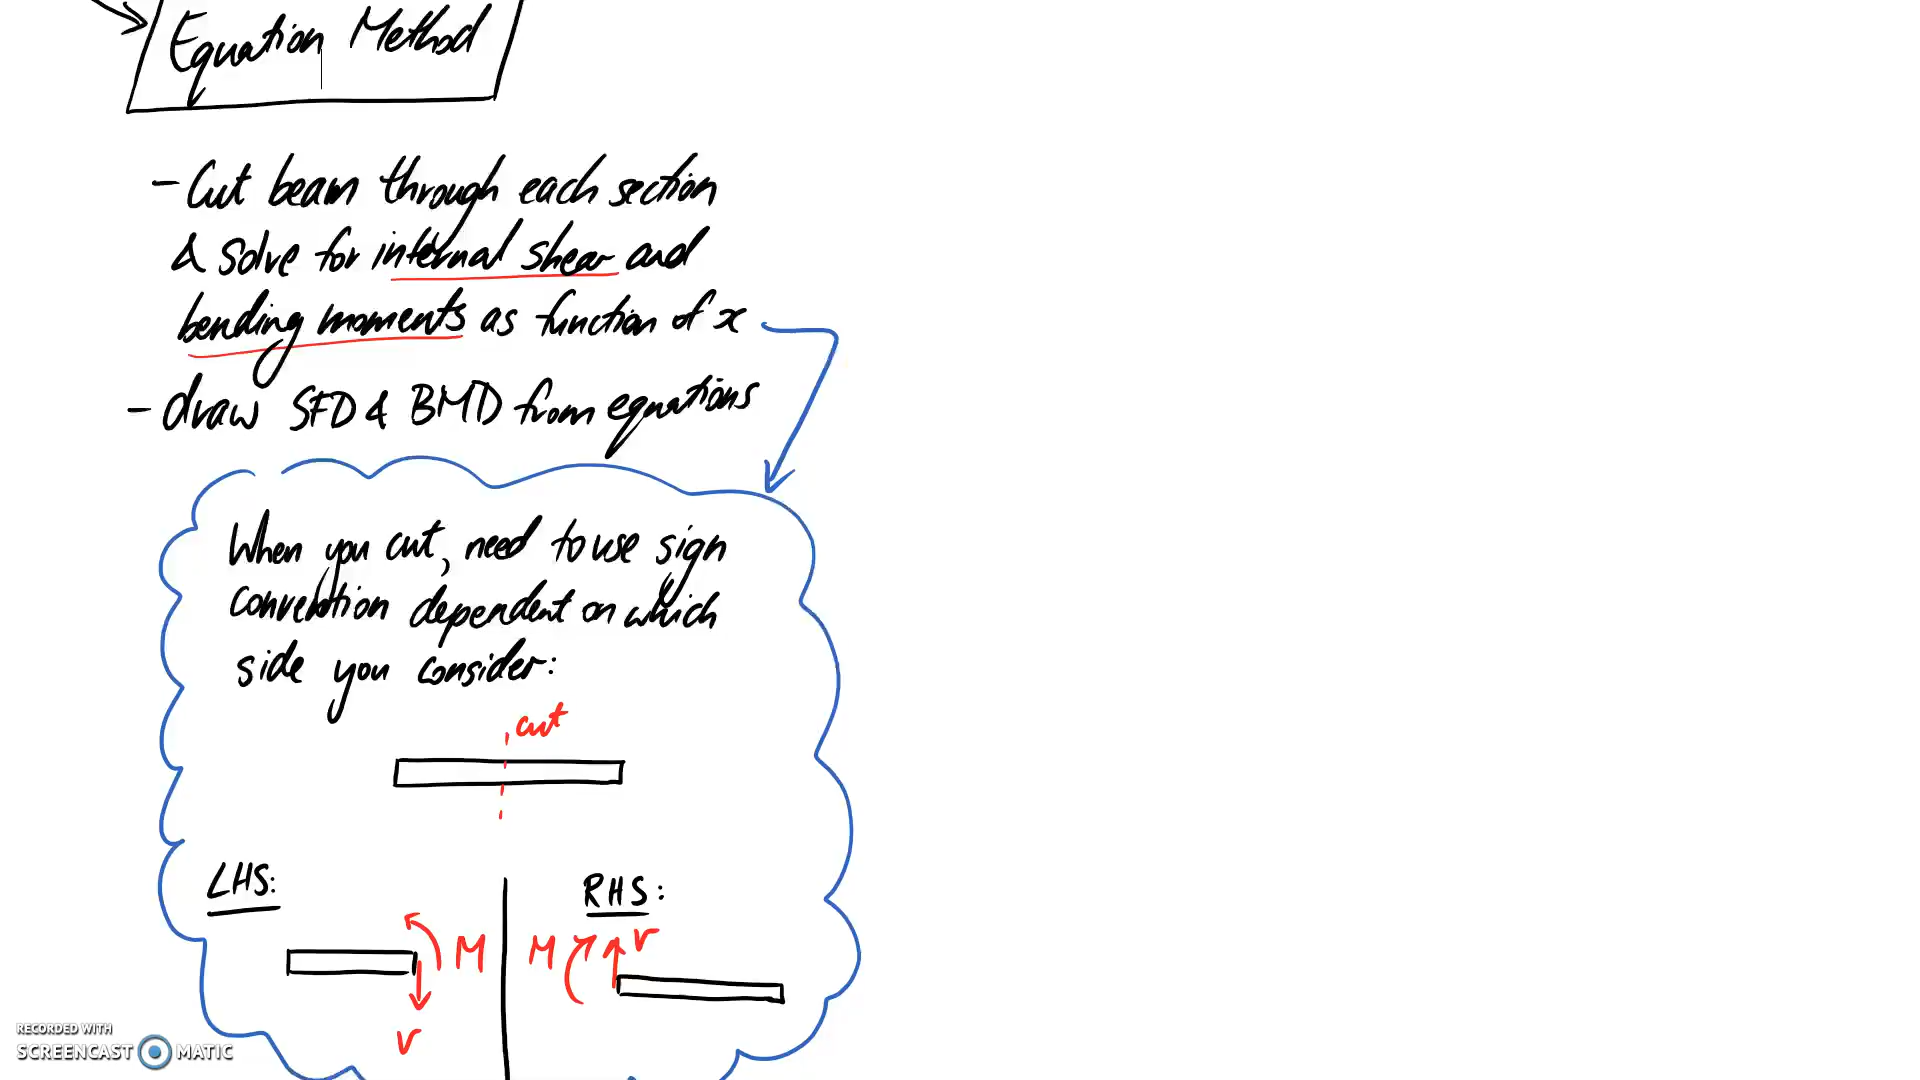 Equation Method
- Cut beam through each section
& solve for internal shear and
bending moments as function of x
- draw SFD & BMD from equations
When you cut, need to use sign
convention dependent on which
side you consider:
cut
LHS:
RHS:
M
M
V
V
RECORDED WITH
SCREENCAST MATIC